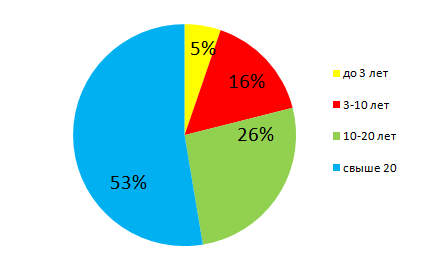 5%
16%
26%
53%
до 3 лет
3-10 лет
10-20 лет
свыше 20